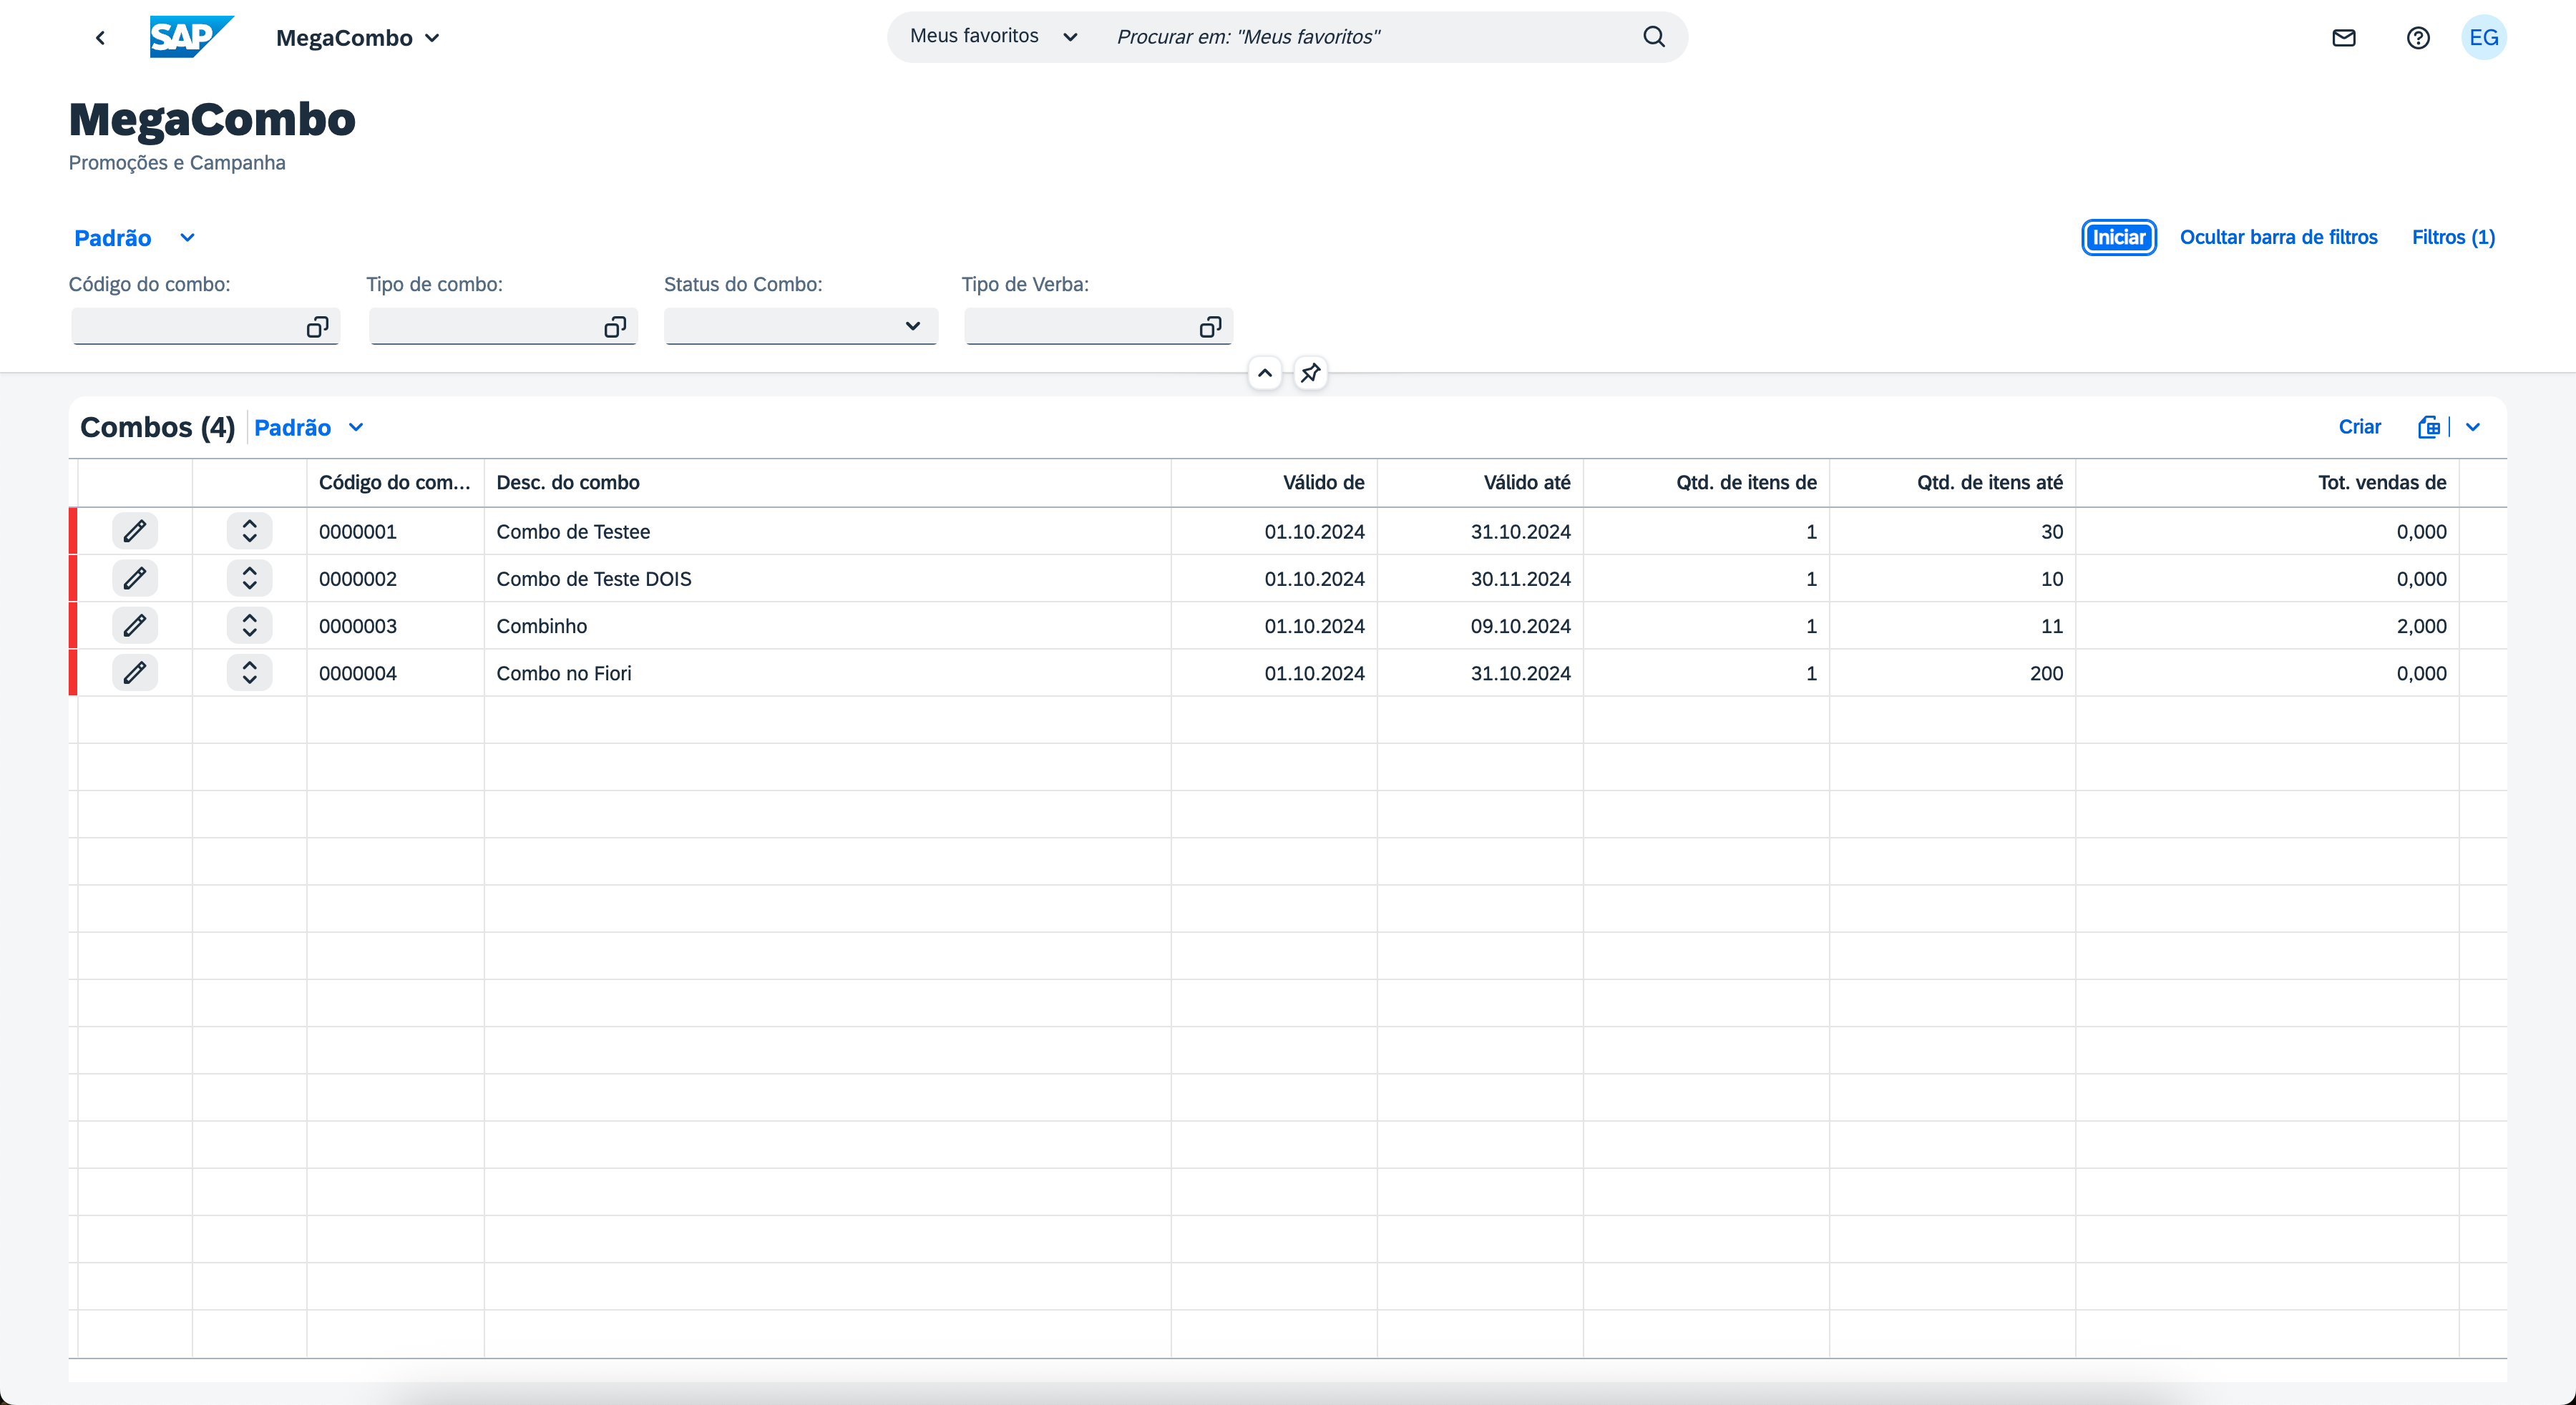 SAP MegaCombo Meus favoritos Procurar em: "Meus favoritos" EG
MegaCombo
Promoções e Campanha
Padrão Iniciar Ocultar barra de filtros Filtros (1)
Código do combo: Tipo de combo: Status do Combo: Tipo de Verba:
Combos (4) Padrão Criar
Código do com... Desc. do combo Válido de Válido até Qtd. de itens de Qtd. de itens até Tot. vendas de
0000001 Combo de Testee 01.10.2024 31.10.2024 1 30 0,000
0000002 Combo de Teste DOIS 01.10.2024 30.11.2024 1 10 0,000
0000003 Combinho 01.10.2024 09.10.2024 1 11 2,000
0000004 Combo no Fiori 01.10.2024 31.10.2024 1 200 0,000